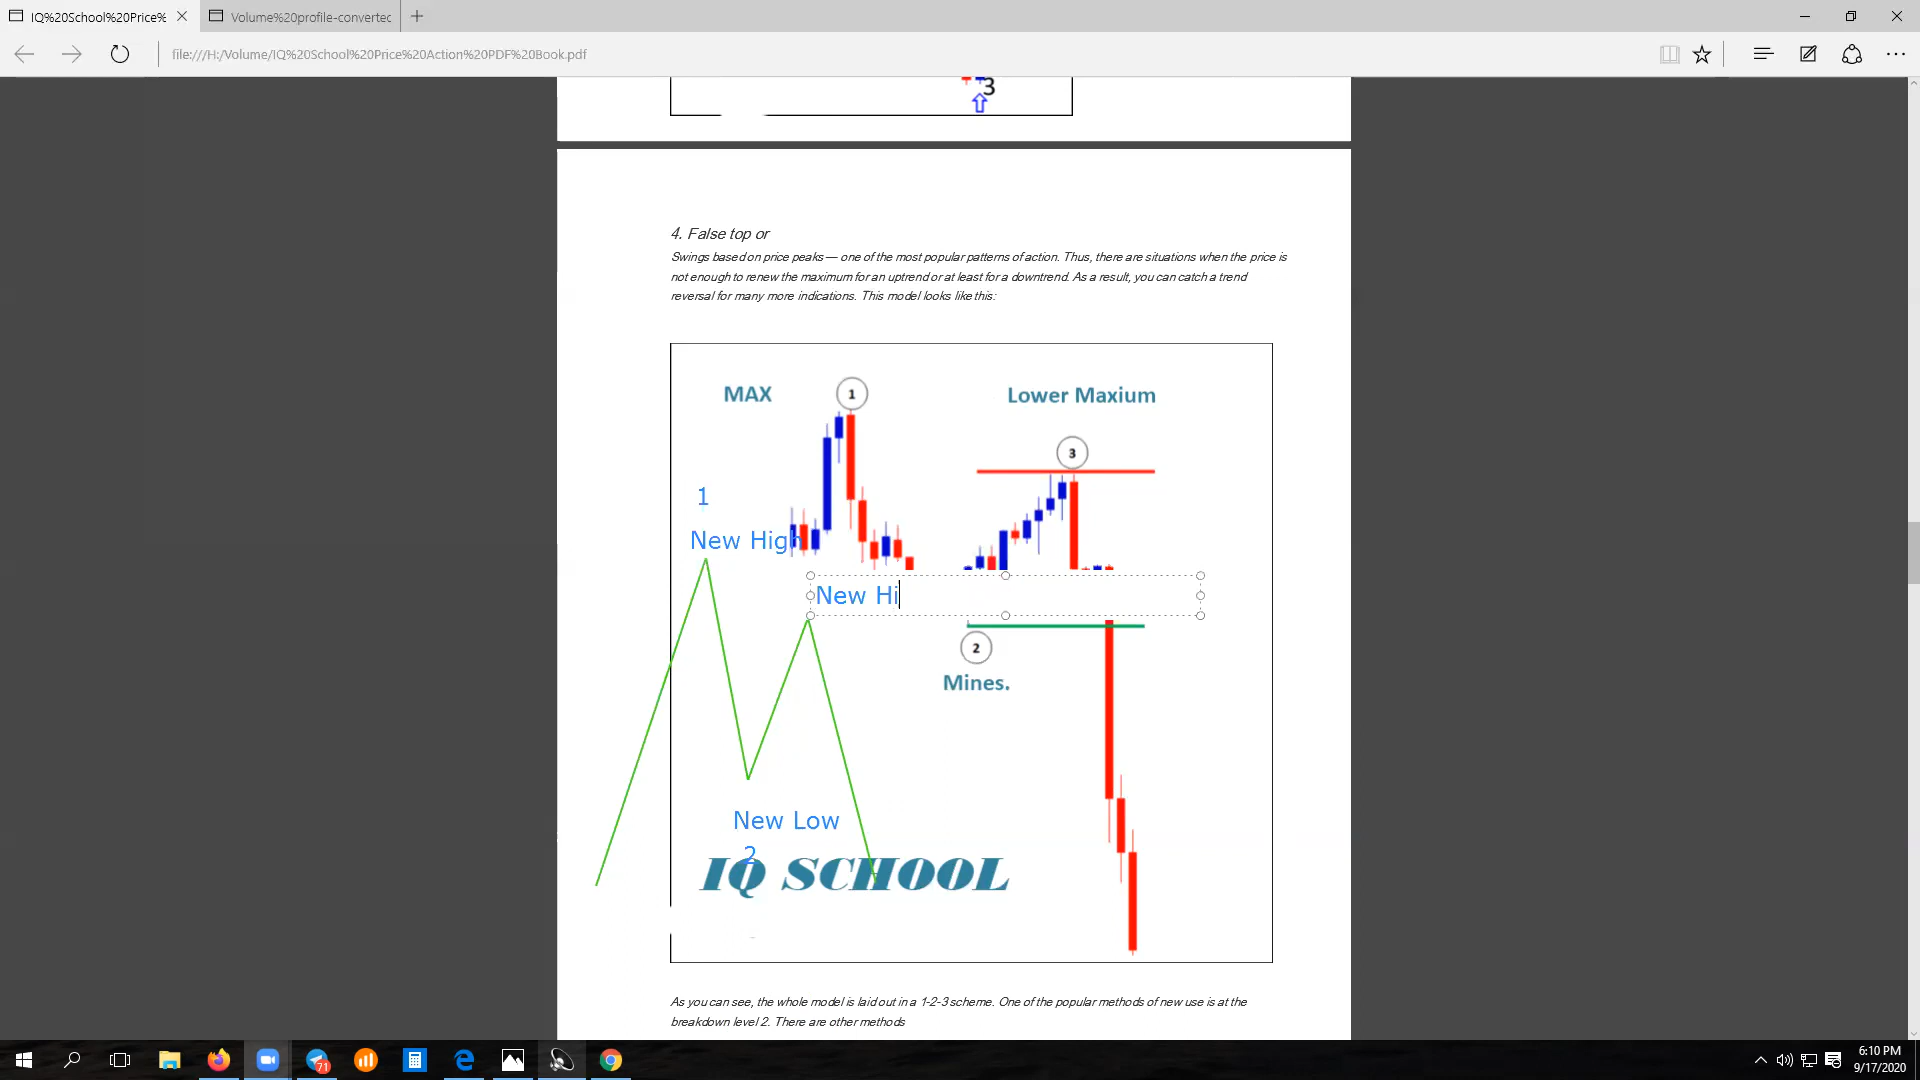 IQ%20School%20Price%
Volume%20profile-converted
file:///H:/Volume/IQ%20School%20Price%20Action%20PDF%20Book.pdf
3
4. False top or
Swings based on price peaks — one of the most popular patterns of action. Thus, there are situations when the price is
not enough to renew the maximum for an uptrend or at least for a downtrend. As a result, you can catch a trend
reversal for many more indications. This model looks like this:
MAX
1
Lower Maxium
3
1
New High
New Hi
2
Mines.
New Low
2
IQ SCHOOL
As you can see, the whole model is laid out in a 1-2-3 scheme. One of the popular methods of new use is at the
breakdown level 2. There are other methods
71
6:10 PM
9/17/2020